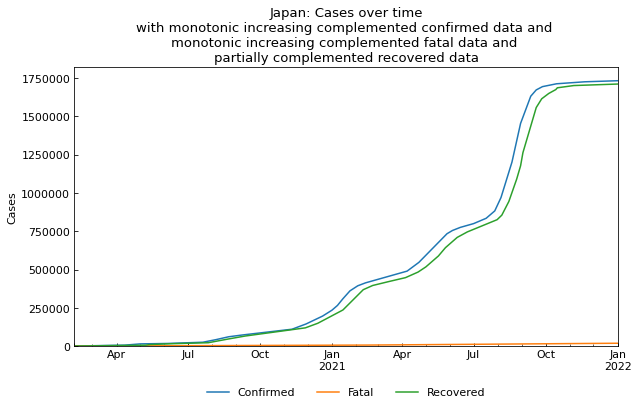 Japan: Cases over time
with monotonic increasing complemented confirmed data and
monotonic increasing complemented fatal data and
partially complemented recovered data
1750000
1500000
1250000
1000000
750000
500000
250000
0
Cases
Apr Jul Oct Jan Apr Jul Oct Jan
2021 2022
Confirmed Fatal Recovered